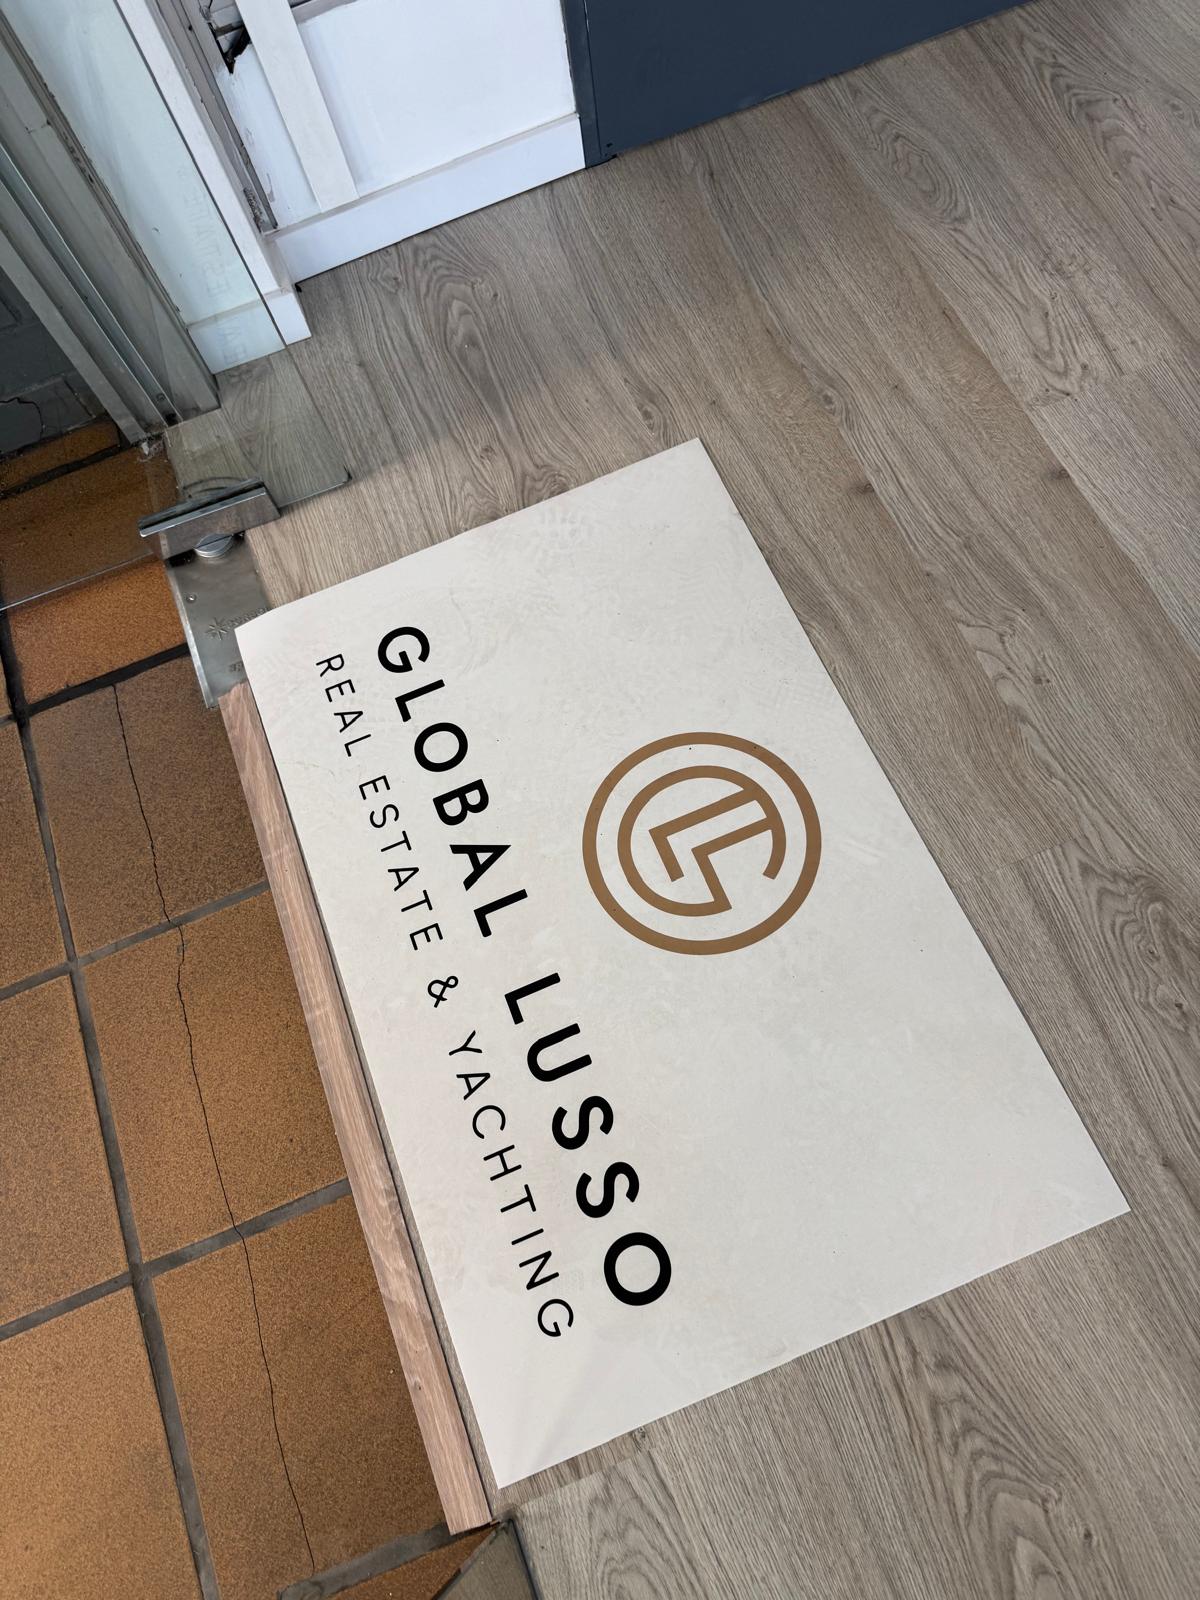 GLOBAL LUSSO
REAL ESTATE & YACHTING